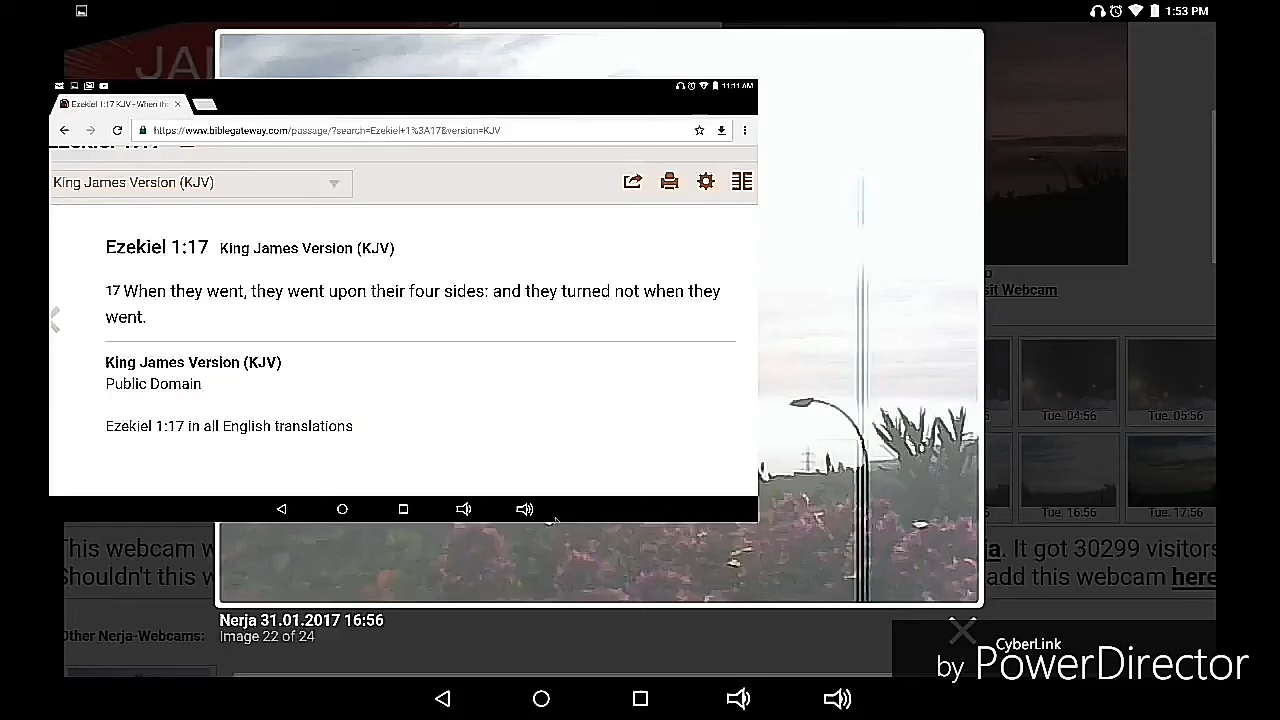 1:53 PM
JAI
11:11 AM
Ezekiel 1:17 KJV - When th
https://www.biblegateway.com/passage/?search=Ezekiel+1%3A17&version=KJV
King James Version (KJV)
Ezekiel 1:17 King James Version (KJV)
17 When they went, they went upon their four sides: and they turned not when they
went.
King James Version (KJV)
Public Domain
Ezekiel 1:17 in all English translations
sit Webcam
Tue. 04:56
Tue. 05:56
Tue. 16:56
Tue. 17:56
This webcam w
a. It got 30299 visitors
Shouldn't this w
add this webcam here
Nerja 31.01.2017 16:56
Image 22 of 24
Other Nerja-Webcams:
CyberLink
by PowerDirector